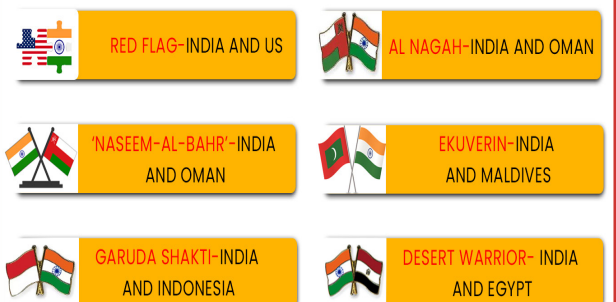 RED FLAG-INDIA AND US
AL NAGAH-INDIA AND OMAN
‘NASEEM-AL-BAHR’-INDIA
AND OMAN
EKUVERIN-INDIA
AND MALDIVES
GARUDA SHAKTI-INDIA
AND INDONESIA
DESERT WARRIOR- INDIA
AND EGYPT